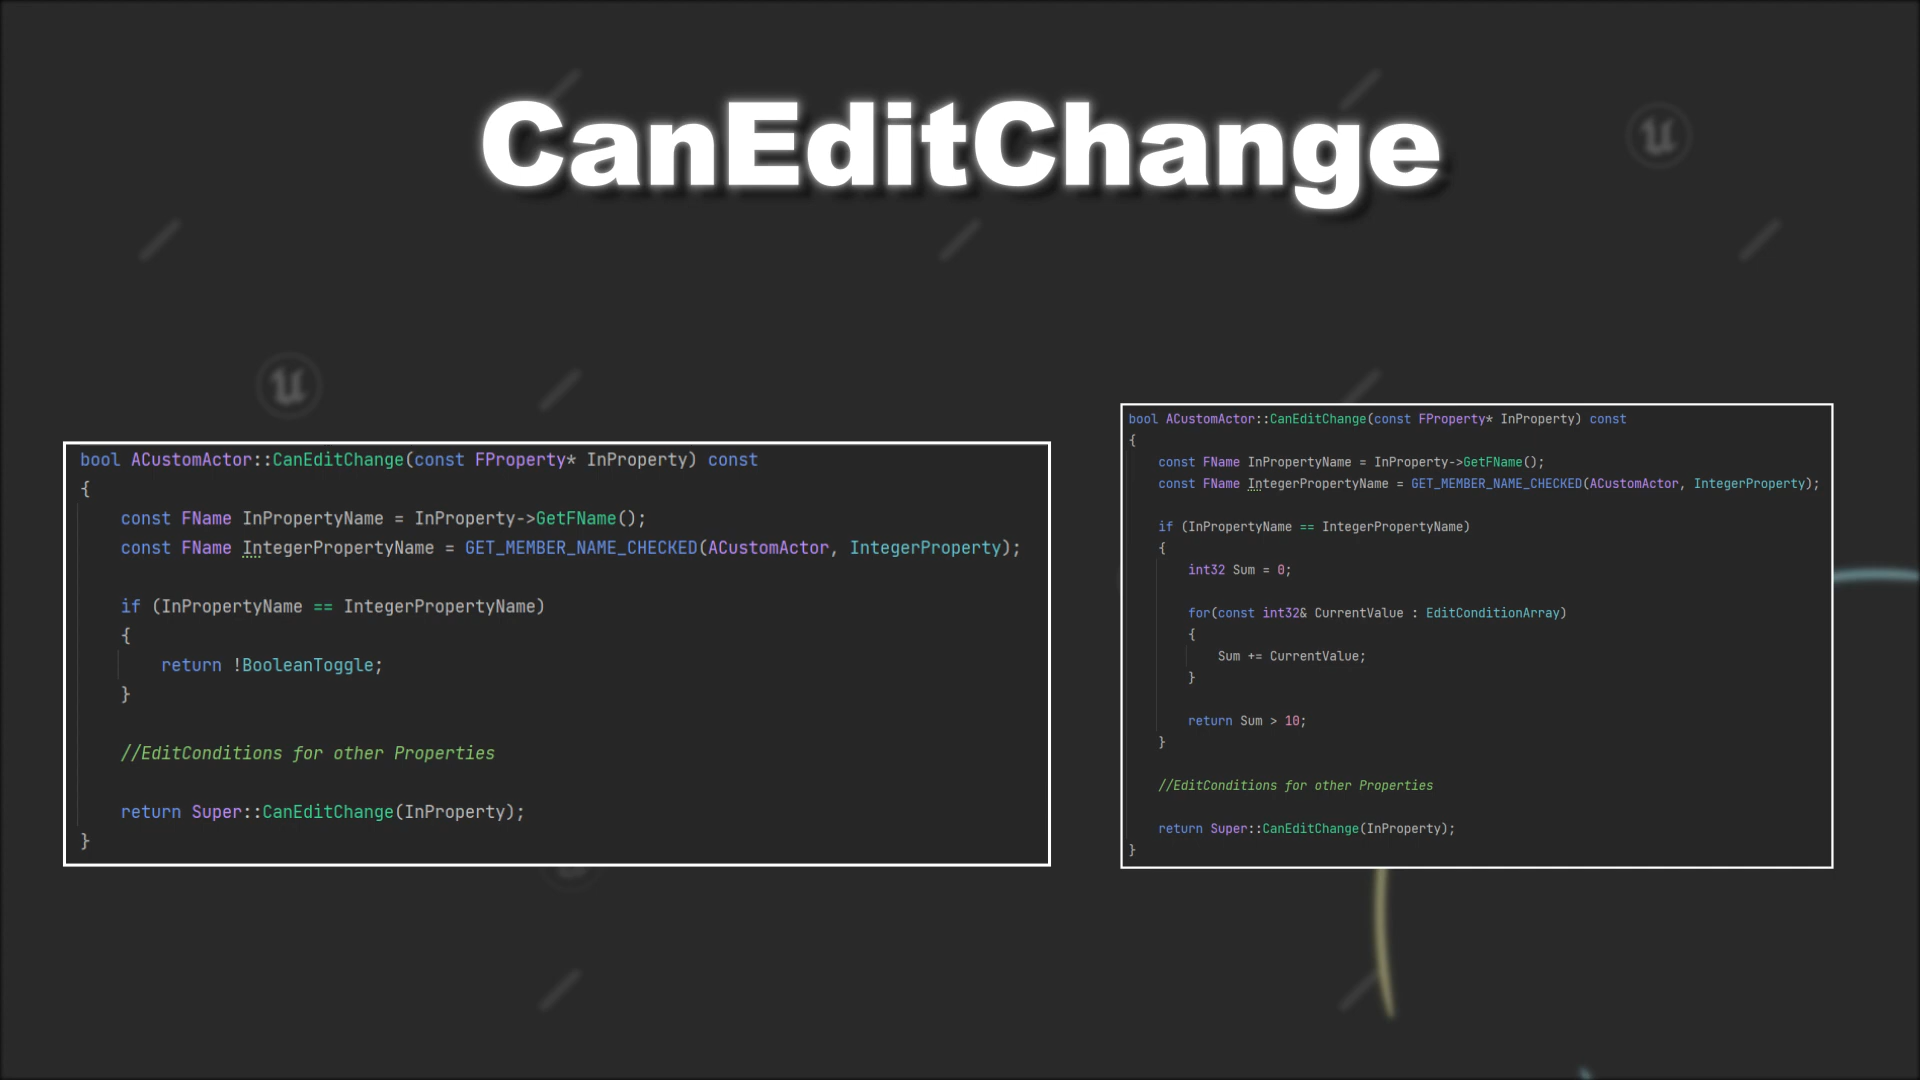 CanEditChange
bool ACustomActor::CanEditChange(const FProperty* InProperty) const
{
const FName InPropertyName = InProperty->GetFName();
const FName IntegerPropertyName = GET_MEMBER_NAME_CHECKED(ACustomActor, IntegerProperty);
if (InPropertyName == IntegerPropertyName)
{
return !BooleanToggle;
}
//EditConditions for other Properties
return Super::CanEditChange(InProperty);
}
bool ACustomActor::CanEditChange(const FProperty* InProperty) const
{
const FName InPropertyName = InProperty->GetFName();
const FName IntegerPropertyName = GET_MEMBER_NAME_CHECKED(ACustomActor, IntegerProperty);
if (InPropertyName == IntegerPropertyName)
{
int32 Sum = 0;
for(const int32& CurrentValue : EditConditionArray)
{
Sum += CurrentValue;
}
return Sum > 10;
}
//EditConditions for other Properties
return Super::CanEditChange(InProperty);
}